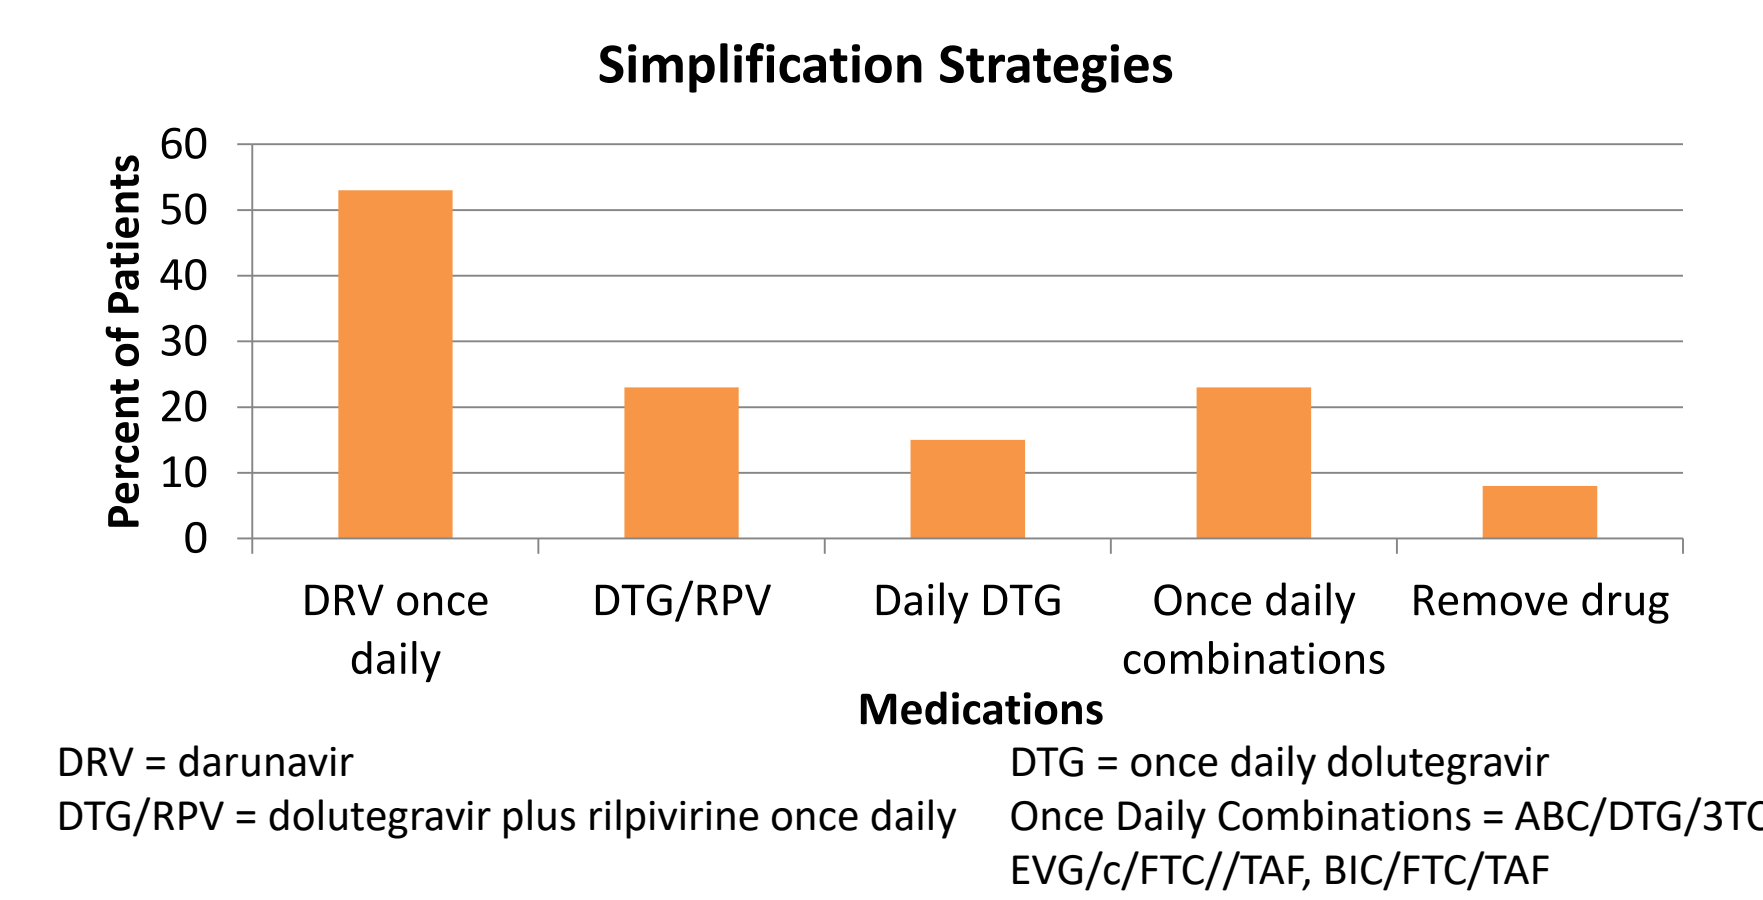 Simplification Strategies
Percent of Patients
60
50
40
30
20
10
0
DRV once daily
DTG/RPV
Daily DTG
Once daily combinations
Remove drug
Medications
DRV = darunavir
DTG/RPV = dolutegravir plus rilpivirine once daily
DTG = once daily dolutegravir
Once Daily Combinations = ABC/DTG/3TC
EVG/c/FTC//TAF, BIC/FTC/TAF